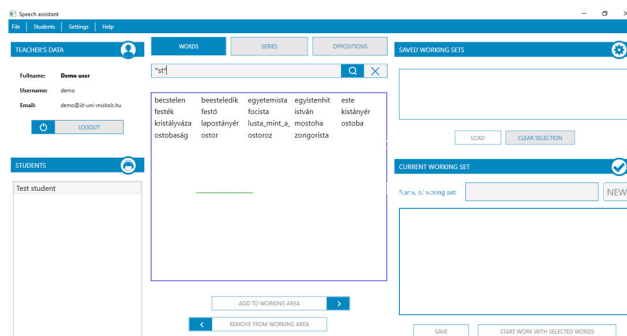 Speech assistant
File Students Settings Help
TEACHER'S DATA
Fullname: Demo user
Username: demo
Email: demo@iit-uni-miskolc.hu
LOGOUT
STUDENTS
Test student
WORDS SERIES OPPOSITIONS
*st*
becstelen beesteledik egyetemista egyistenhit este
festék festő focista istván kistányér
kristályváza lapostányér lusta_mint_a_ mostoha ostoba
ostobaság ostor ostoroz zongorista
ADD TO WORKING AREA >
< REMOVE FROM WORKING AREA
SAVED WORKING SETS
LOAD CLEAR SELECTION
CURRENT WORKING SET
Name of woring set: NEW
SAVE START WORK WITH SELECTED WORDS